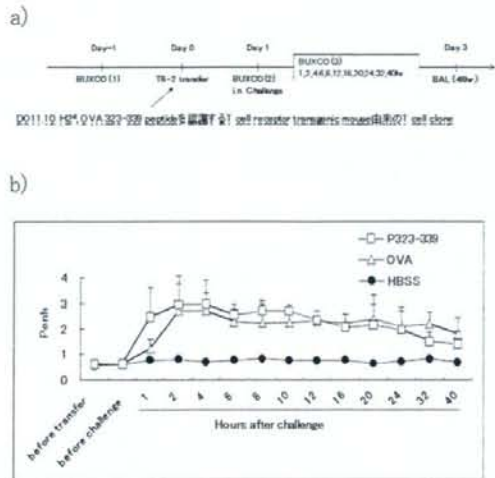 a)
Day-1 Day 0 Day 1 BUXCO(3) Day 3
1,2,4,6,8,12,16,20,24,32,40hr
BUXCO(1) T6-2 transfer BUXCO(2) BAL(48hr)
i.n. Challenge
DO11.10 H2d OVA 323-339 peptideを認識するT cell receptor transgenic mouse由来のT cell clone
b)
P323-339
OVA
HBSS
Penh
4
3
2
1
0
before transfer before challenge 1 2 4 6 8 10 12 16 20 24 32 40
Hours after challenge